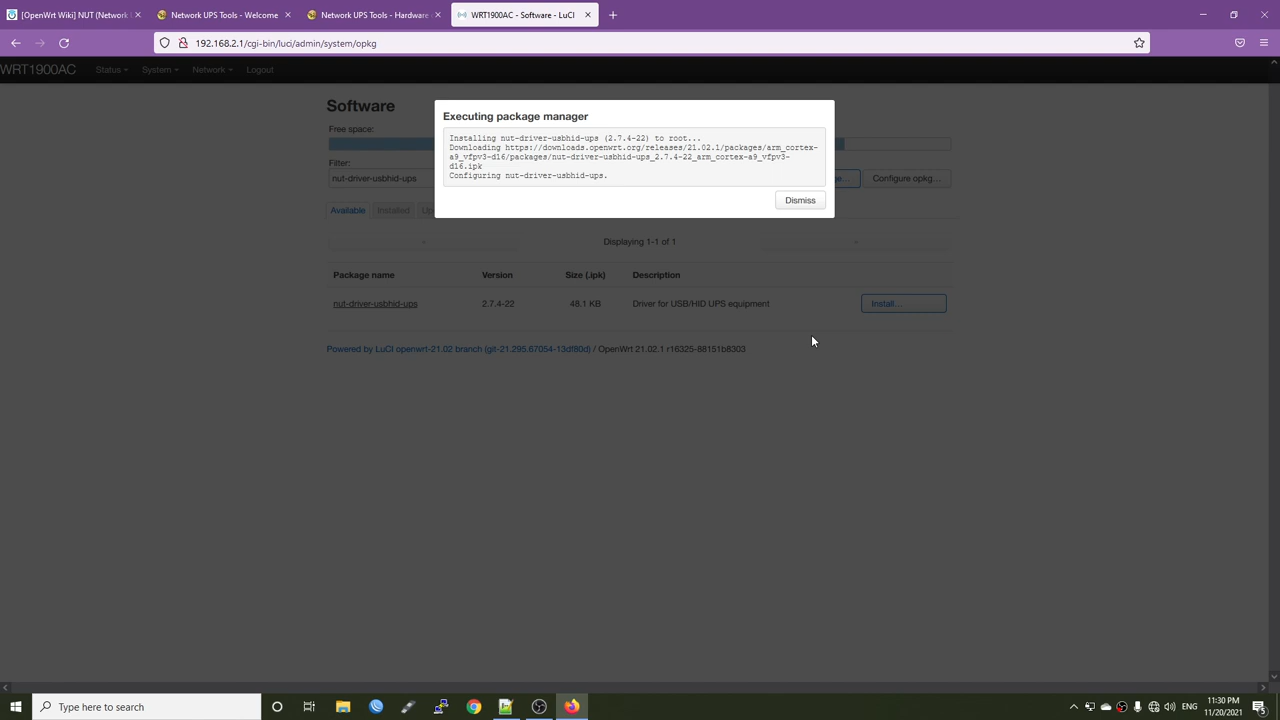 [OpenWrt Wiki] NUT (Network U
Network UPS Tools - Welcome
Network UPS Tools - Hardware
WRT1900AC - Software - LuCI
192.168.2.1/cgi-bin/luci/admin/system/opkg
WRT1900AC
Status
System
Network
Logout
Software
Free space:
Filter:
nut-driver-usbhid-ups
Configure opkg…
Executing package manager
Installing nut-driver-usbhid-ups (2.7.4-22) to root...
Downloading https://downloads.openwrt.org/releases/21.02.1/packages/arm_cortex-
a9_vfpv3-d16/packages/nut-driver-usbhid-ups_2.7.4-22_arm_cortex-a9_vfpv3-
d16.ipk
Configuring nut-driver-usbhid-ups.
Dismiss
Available
Installed
Displaying 1-1 of 1
Package name
Version
Size (.ipk)
Description
nut-driver-usbhid-ups
2.7.4-22
48.1 KB
Driver for USB/HID UPS equipment
Install…
Powered by LuCI openwrt-21.02 branch (git-21.295.67054-13df80d) / OpenWrt 21.02.1 r16325-88151b8303
Type here to search
11:30 PM
11/20/2021